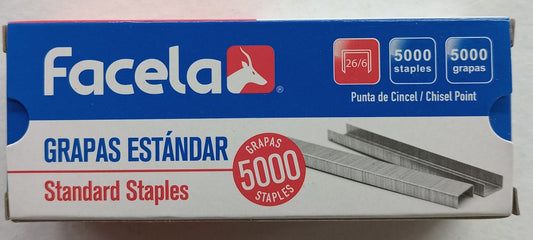 Facela®
26/6
5000
staples
5000
grapas
Punta de Cincel / Chisel Point
GRAPAS ESTÁNDAR
Standard Staples
GRAPAS
5000
STAPLES